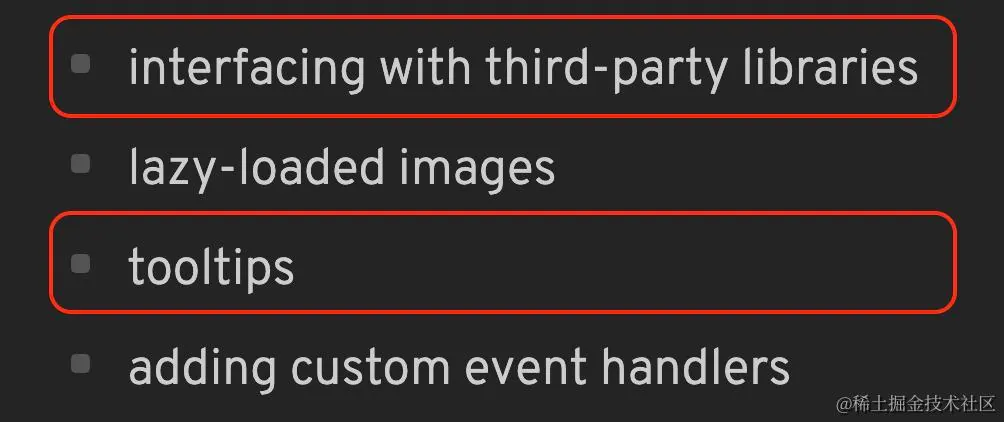 interfacing with third-party libraries
lazy-loaded images
tooltips
adding custom event handlers
@稀土掘金技术社区